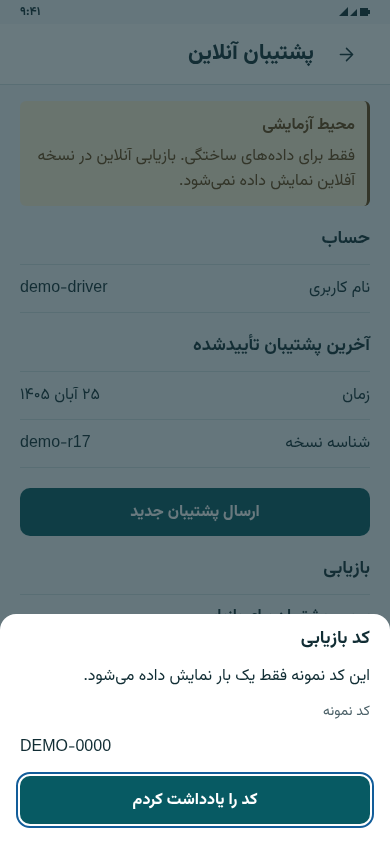 ۹:۴۱
پشتیبان آنلاین
محیط آزمایشی
فقط برای داده‌های ساختگی. بازیابی آنلاین در نسخه
آفلاین نمایش داده نمی‌شود.
حساب
نام کاربری demo-driver
آخرین پشتیبان تأییدشده
زمان ۲۵ آبان ۱۴۰۵
شناسه نسخه demo-r17
ارسال پشتیبان جدید
بازیابی
کد بازیابی
این کد نمونه فقط یک بار نمایش داده می‌شود.
کد نمونه
DEMO-0000
کد را یادداشت کردم